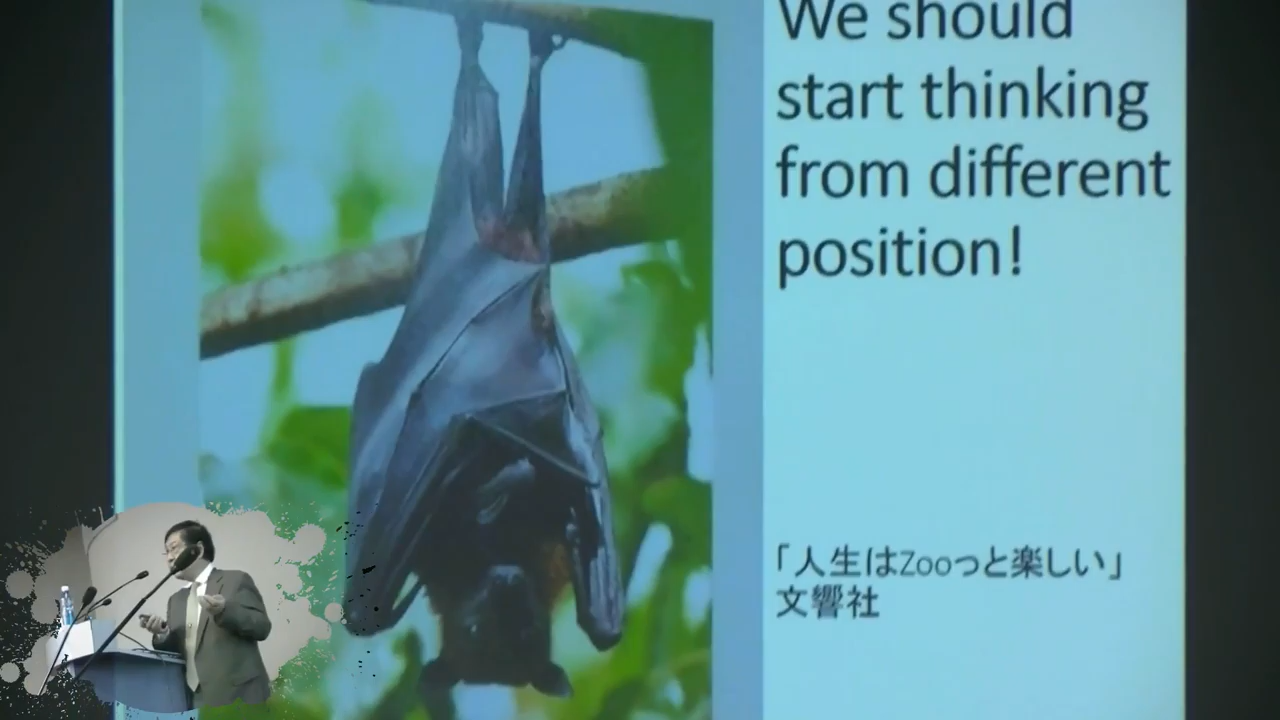 We should
start thinking
from different
position!
「人生はZooっと楽しい」
文響社